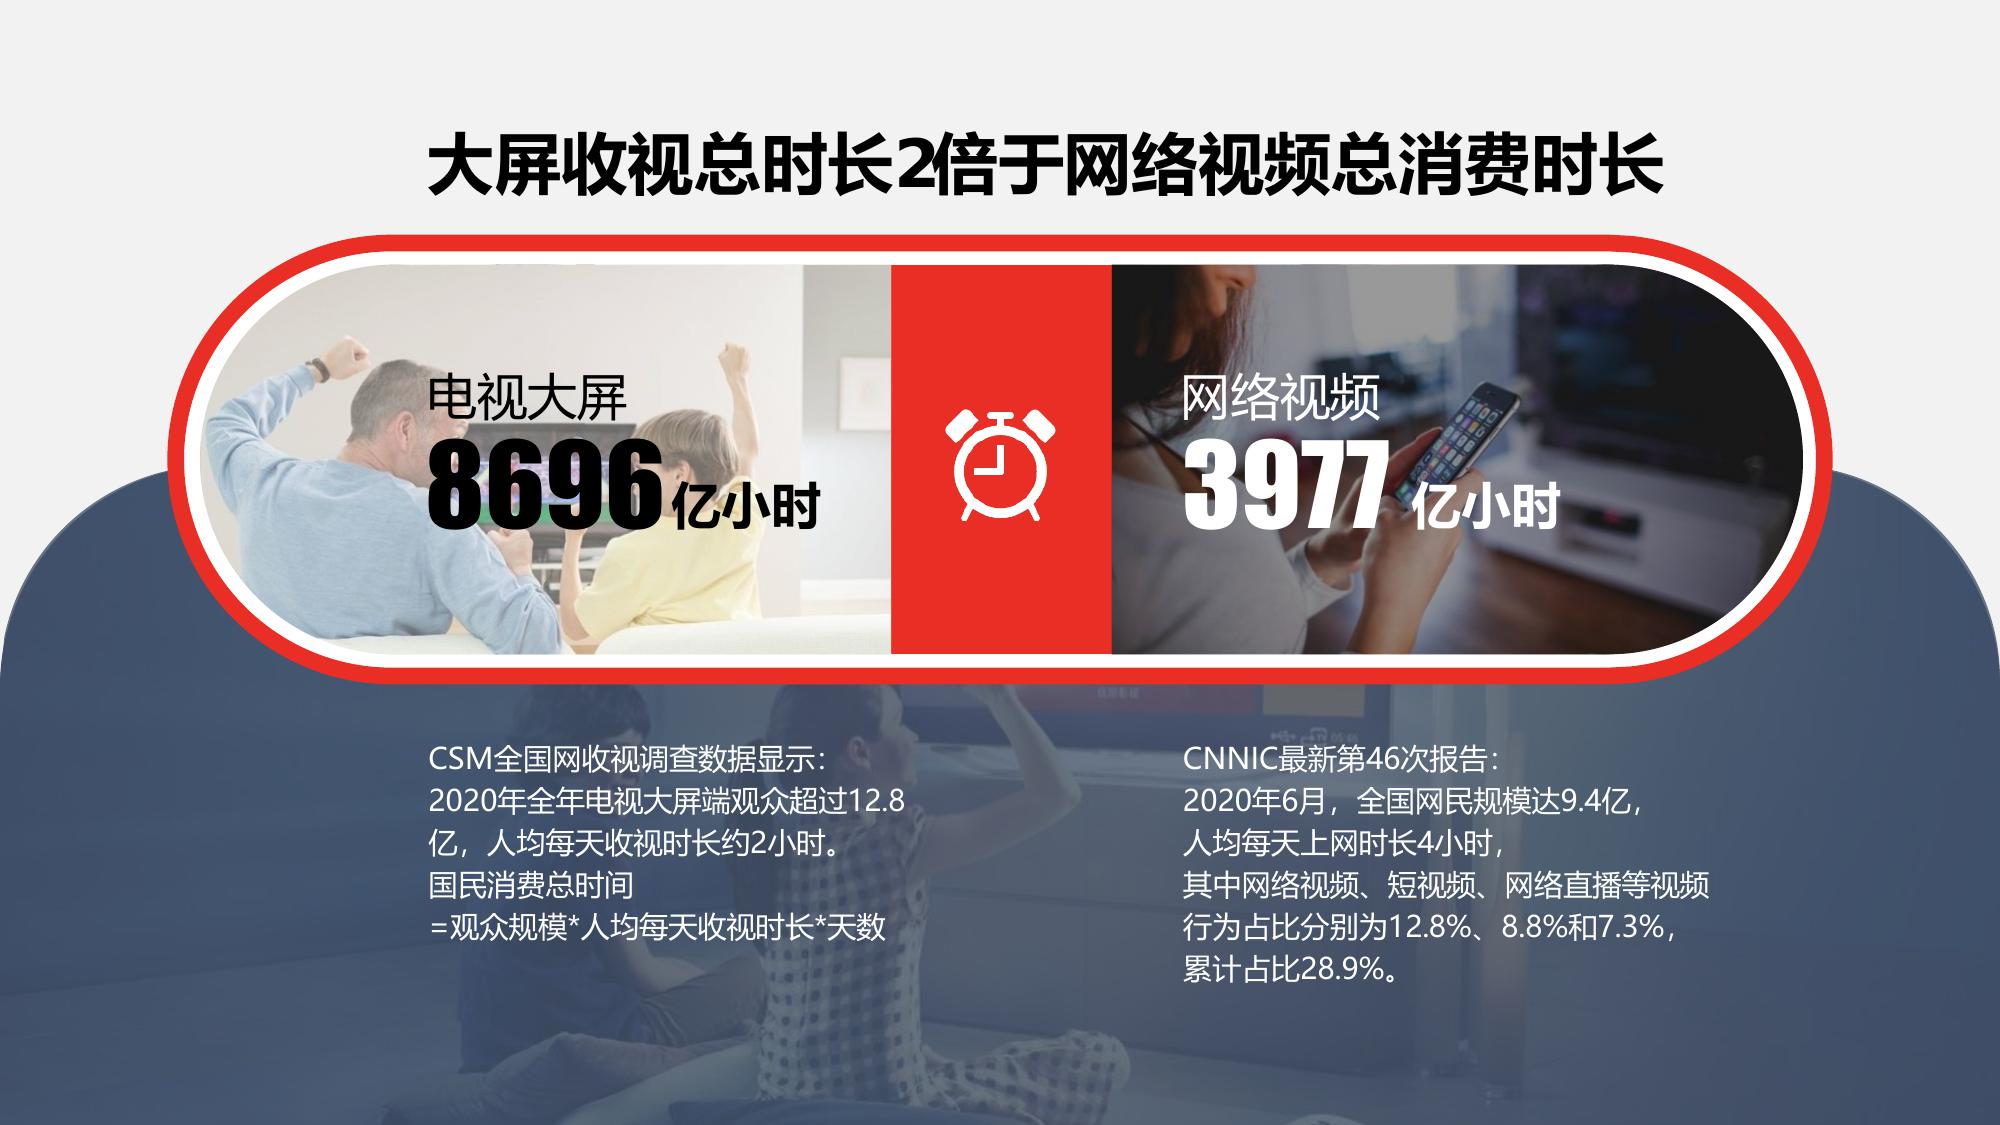 大屏收视总时长2倍于网络视频总消费时长
电视大屏
8696亿小时
网络视频
3977亿小时
CSM全国网收视调查数据显示：
2020年全年电视大屏端观众超过12.8
亿，人均每天收视时长约2小时。
国民消费总时间
=观众规模*人均每天收视时长*天数
CNNIC最新第46次报告：
2020年6月，全国网民规模达9.4亿，
人均每天上网时长4小时，
其中网络视频、短视频、网络直播等视频
行为占比分别为12.8%、8.8%和7.3%，
累计占比28.9%。